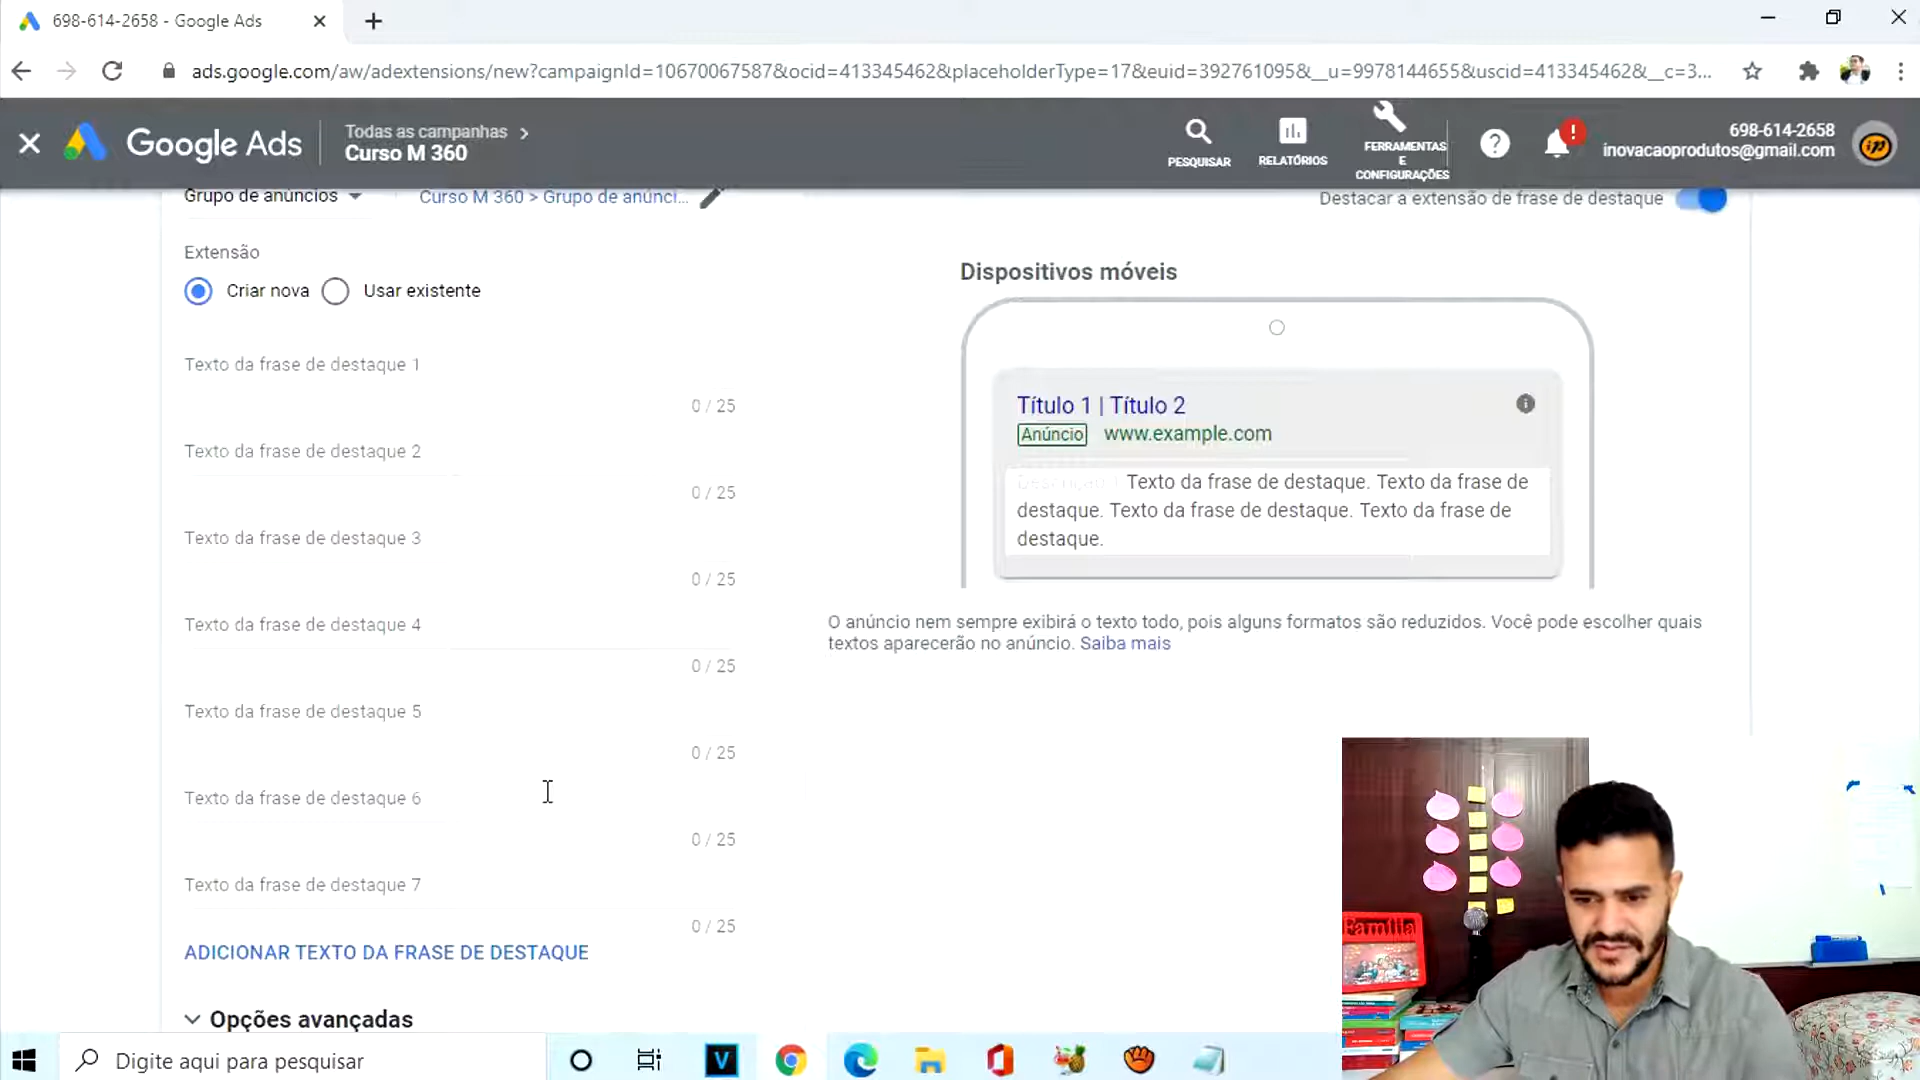 698-614-2658 - Google Ads
ads.google.com/aw/adextensions/new?campaignId=10670067587&ocid=413345462&placeholderType=17&euid=392761095&__u=9978144655&uscid=413345462&__c=3...
Google Ads
Todas as campanhas >
Curso M 360
PESQUISAR
RELATÓRIOS
FERRAMENTAS
E
CONFIGURAÇÕES
698-614-2658
inovacaoprodutos@gmail.com
Grupo de anúncios
Curso M 360 > Grupo de anúnci...
Destacar a extensão de frase de destaque
Extensão
Criar nova
Usar existente
Texto da frase de destaque 1
0 / 25
Texto da frase de destaque 2
0 / 25
Texto da frase de destaque 3
0 / 25
Texto da frase de destaque 4
0 / 25
Texto da frase de destaque 5
0 / 25
Texto da frase de destaque 6
0 / 25
Texto da frase de destaque 7
0 / 25
ADICIONAR TEXTO DA FRASE DE DESTAQUE
Opções avançadas
Dispositivos móveis
Título 1 | Título 2
Anúncio www.example.com
Texto da frase de destaque. Texto da frase de
destaque. Texto da frase de destaque. Texto da frase de
destaque.
O anúncio nem sempre exibirá o texto todo, pois alguns formatos são reduzidos. Você pode escolher quais
textos aparecerão no anúncio. Saiba mais
Família
Digite aqui para pesquisar